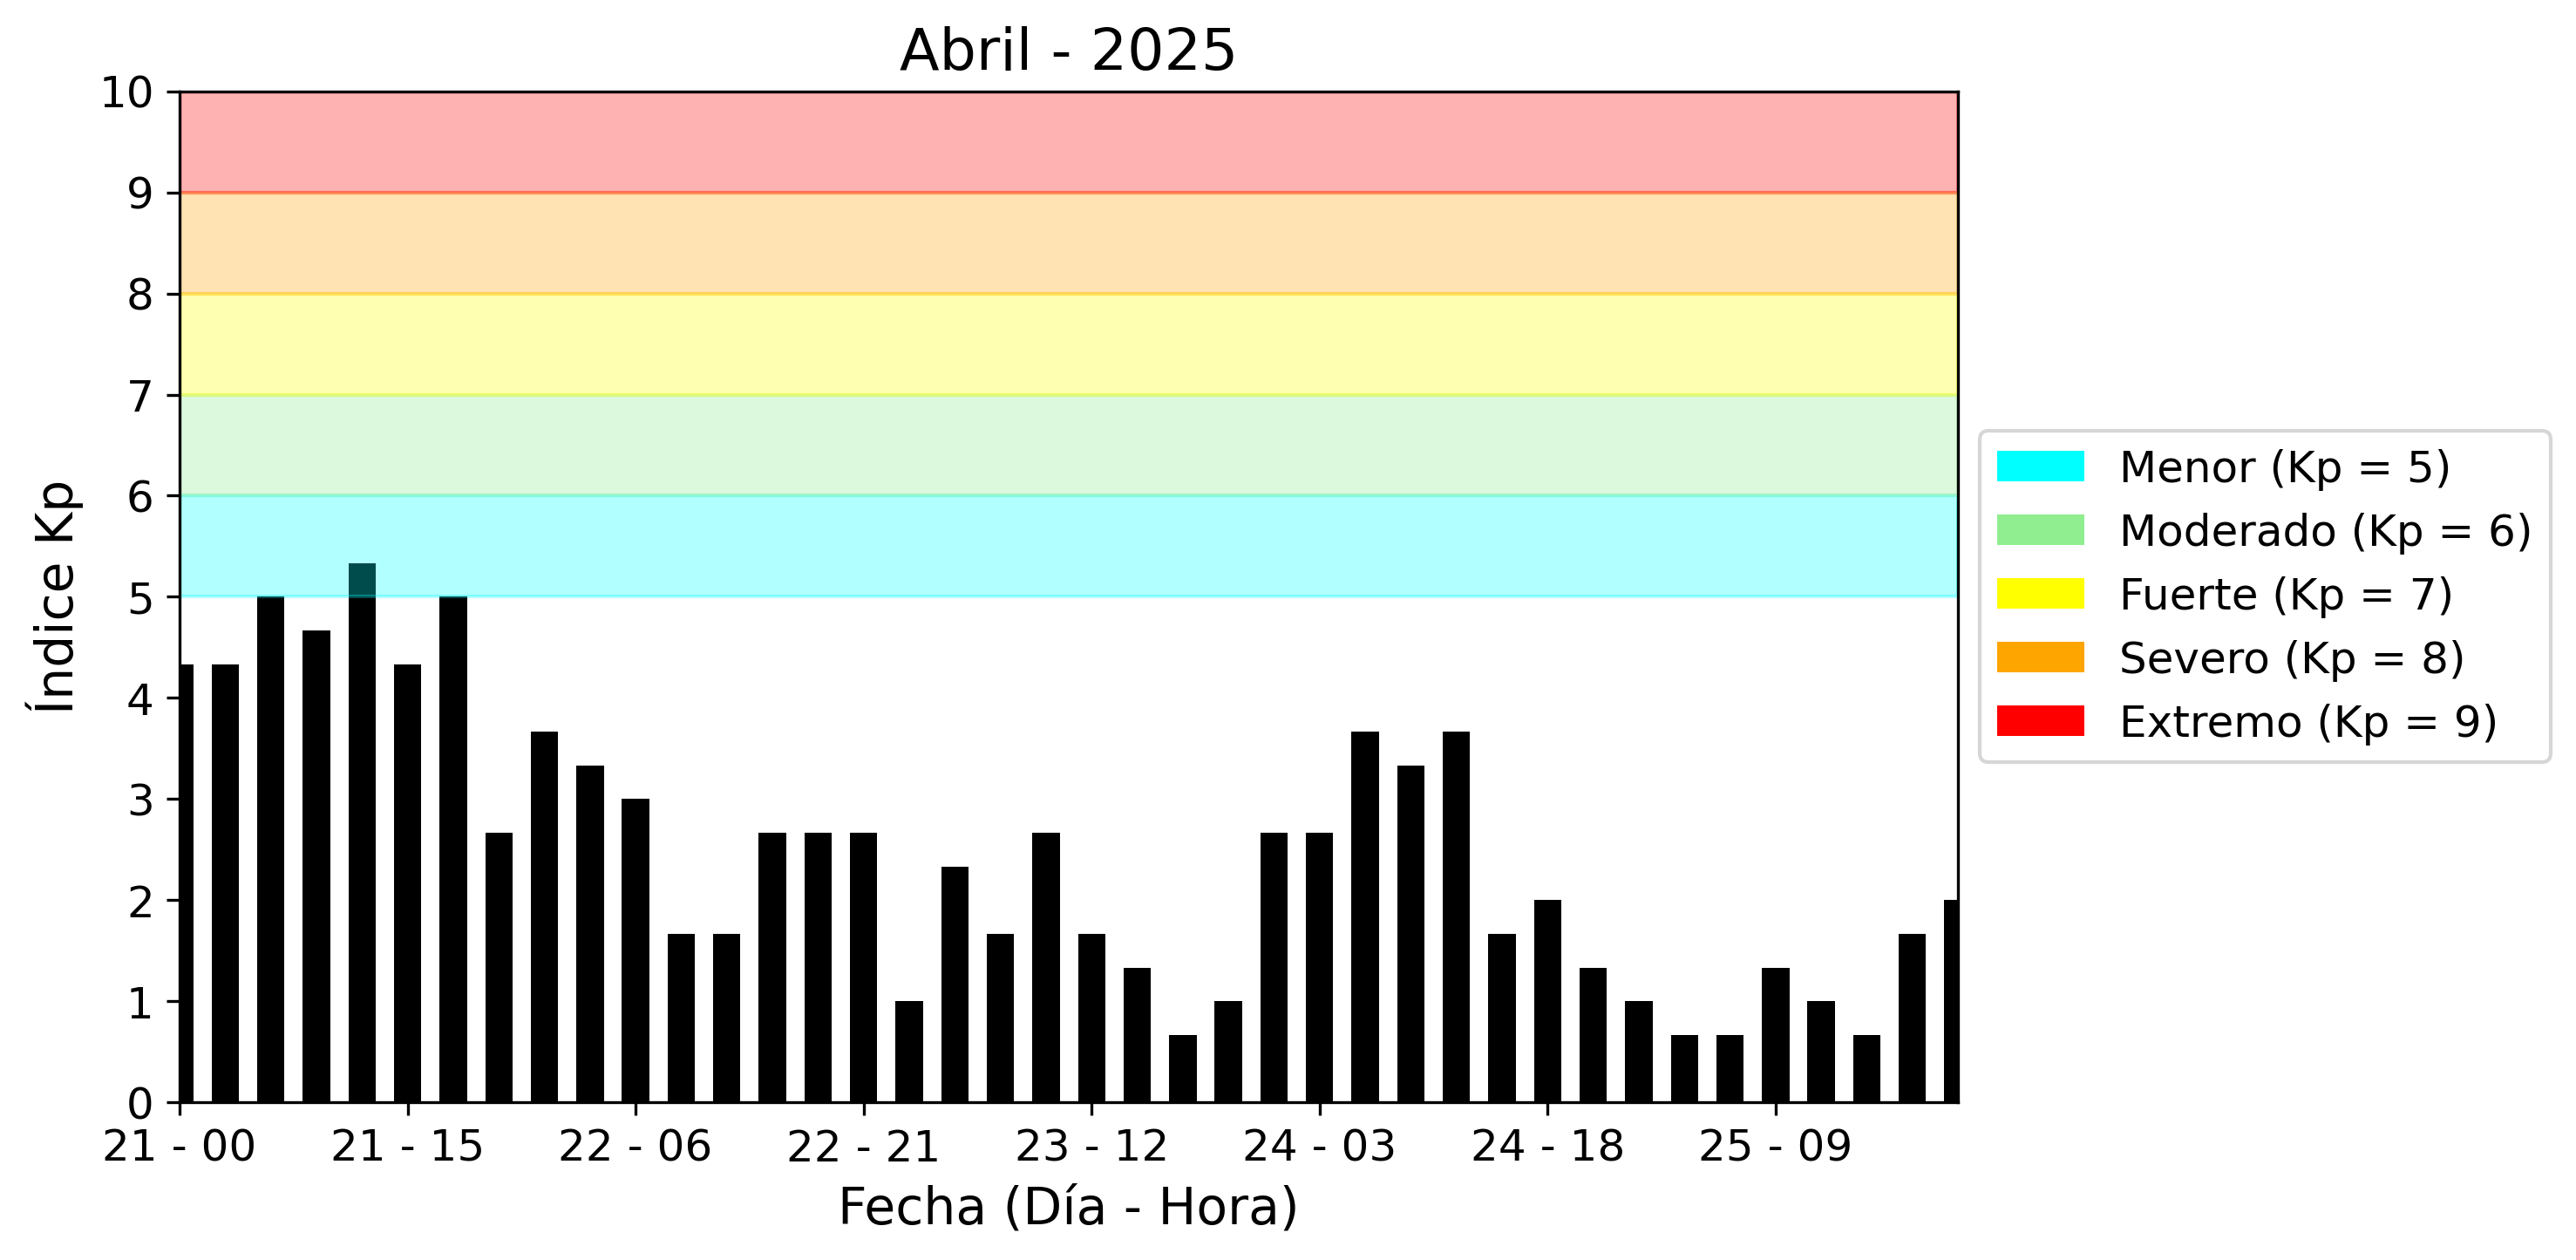 Abril - 2025
10
9
8
7
6
5
4
3
2
1
0
Índice Kp
21 - 00
21 - 15
22 - 06
22 - 21
23 - 12
24 - 03
24 - 18
25 - 09
Fecha (Día - Hora)
Menor (Kp = 5)
Moderado (Kp = 6)
Fuerte (Kp = 7)
Severo (Kp = 8)
Extremo (Kp = 9)